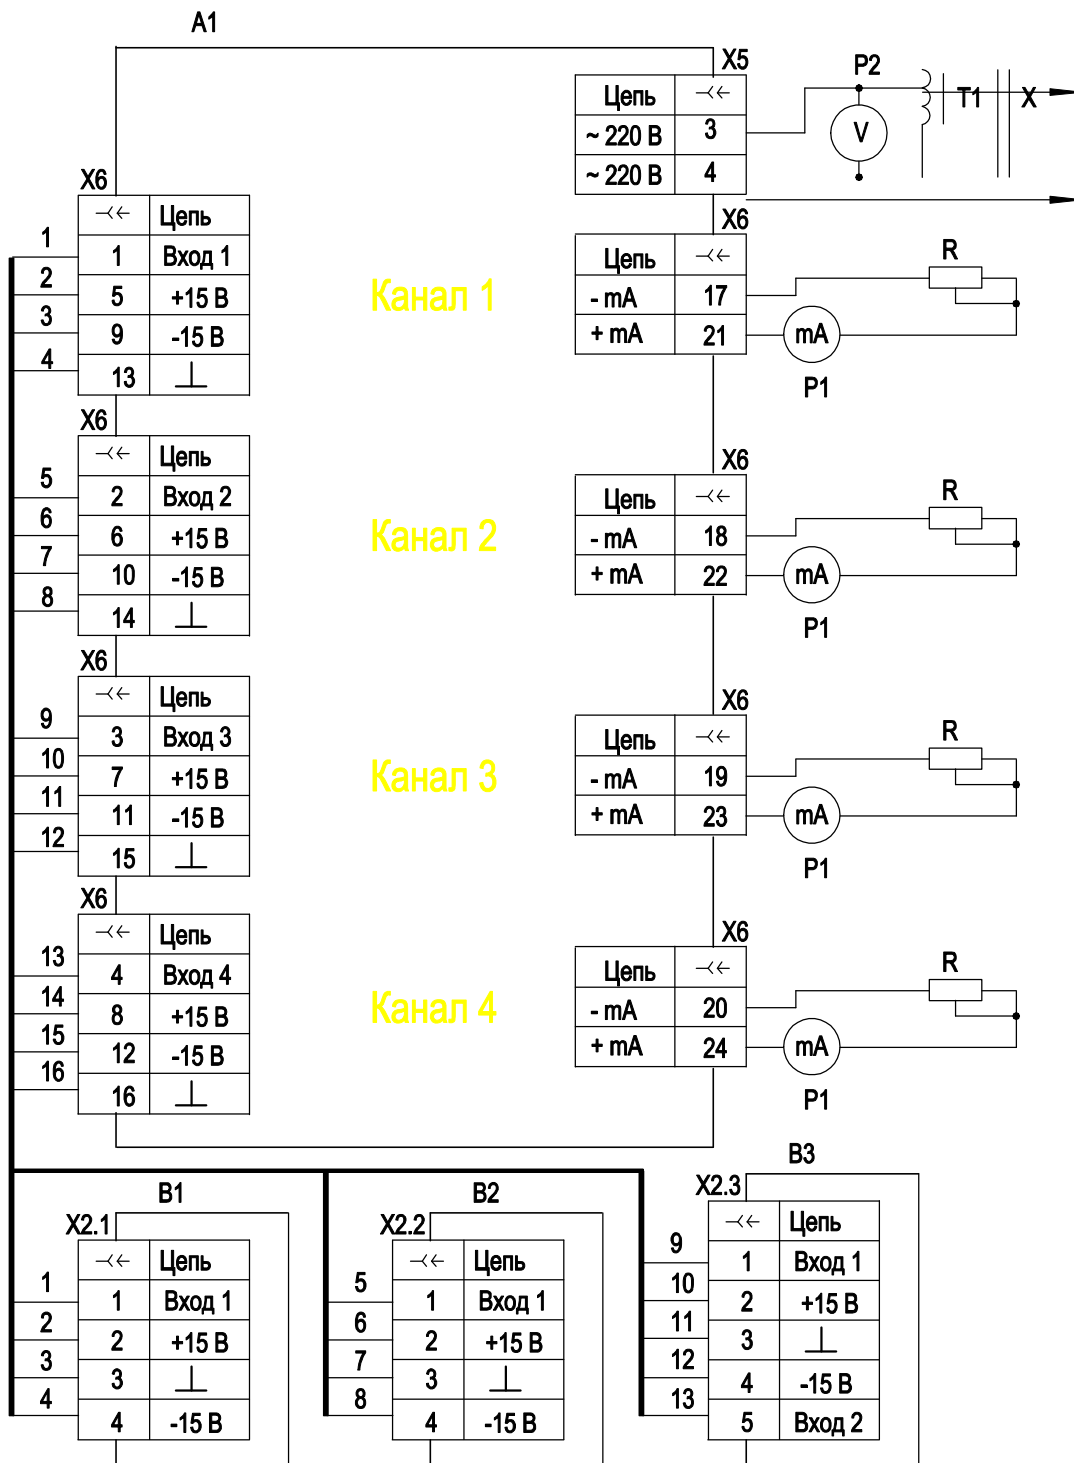 A1
X5
Цепь
~ 220 В 3
~ 220 В 4
P2
V
T1
X
X6
Цепь
1 1 Вход 1
2 5 +15 В
3 9 -15 В
4 13 ⊥
Канал 1
X6
Цепь
- mA 17
+ mA 21
R
mA
P1
X6
Цепь
5 2 Вход 2
6 6 +15 В
7 10 -15 В
8 14 ⊥
Канал 2
X6
Цепь
- mA 18
+ mA 22
R
mA
P1
X6
Цепь
9 3 Вход 3
10 7 +15 В
11 11 -15 В
12 15 ⊥
Канал 3
X6
Цепь
- mA 19
+ mA 23
R
mA
P1
X6
Цепь
13 4 Вход 4
14 8 +15 В
15 12 -15 В
16 16 ⊥
Канал 4
X6
Цепь
- mA 20
+ mA 24
R
mA
P1
B1
X2.1
Цепь
1 1 Вход 1
2 2 +15 В
3 3 ⊥
4 4 -15 В
B2
X2.2
Цепь
5 1 Вход 1
6 2 +15 В
7 3 ⊥
8 4 -15 В
B3
X2.3
Цепь
9 1 Вход 1
10 2 +15 В
11 3 ⊥
12 4 -15 В
13 5 Вход 2